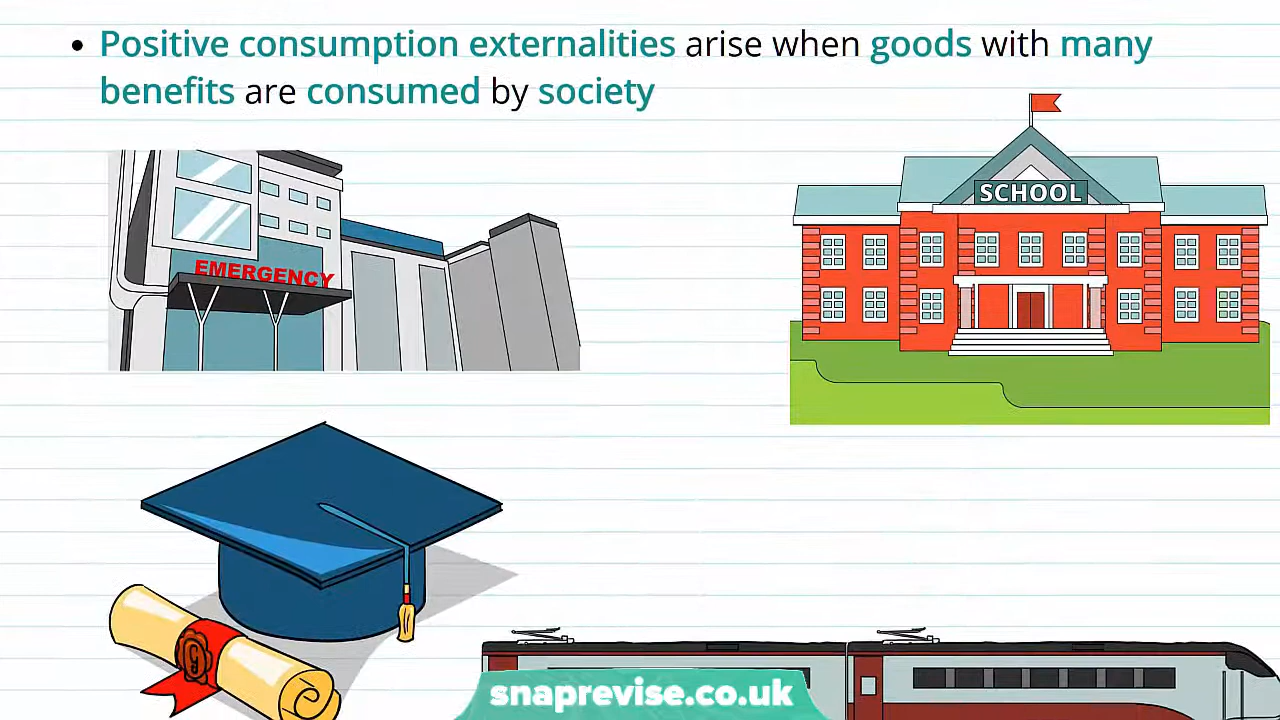 Positive consumption externalities arise when goods with many
benefits are consumed by society
SCHOOL
EMERGENCY
snaprevise.co.uk